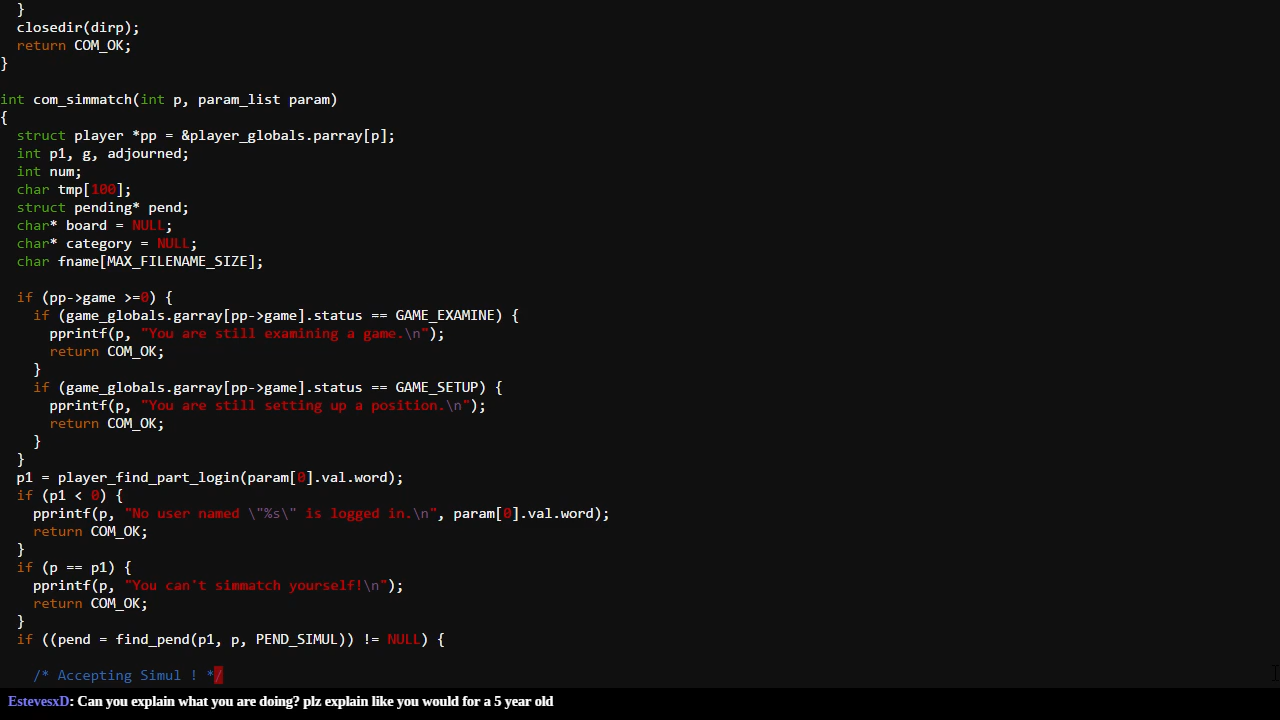 }
closedir(dirp);
return COM_OK;
}
int com_simmatch(int p, param_list param)
{
struct player *pp = &player_globals.parray[p];
int p1, g, adjourned;
int num;
char tmp[100];
struct pending* pend;
char* board = NULL;
char* category = NULL;
char fname[MAX_FILENAME_SIZE];
if (pp->game >=0) {
if (game_globals.garray[pp->game].status == GAME_EXAMINE) {
pprintf(p, "You are still examining a game.\n");
return COM_OK;
}
if (game_globals.garray[pp->game].status == GAME_SETUP) {
pprintf(p, "You are still setting up a position.\n");
return COM_OK;
}
}
p1 = player_find_part_login(param[0].val.word);
if (p1 < 0) {
pprintf(p, "No user named \"%s\" is logged in.\n", param[0].val.word);
return COM_OK;
}
if (p == p1) {
pprintf(p, "You can't simmatch yourself!\n");
return COM_OK;
}
if ((pend = find_pend(p1, p, PEND_SIMUL)) != NULL) {
/* Accepting Simul ! */
EstevesxD: Can you explain what you are doing? plz explain like you would for a 5 year old